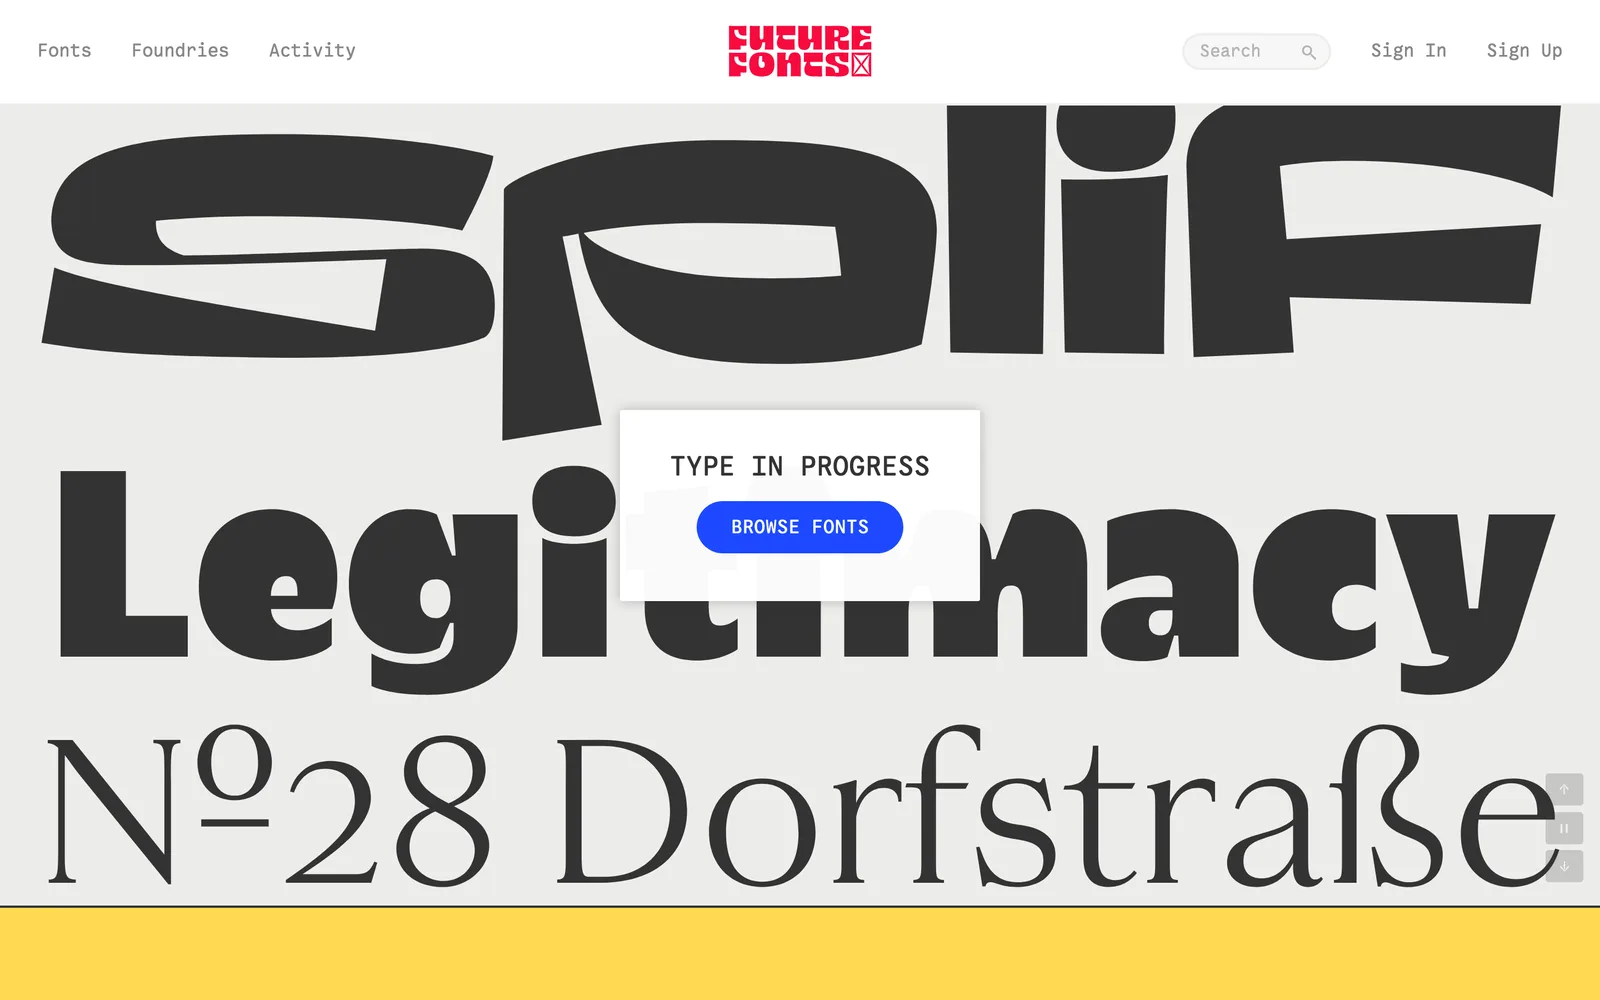 Fonts Foundries Activity
FUTURE
FONTS
Search
Sign In Sign Up
splif
Legitimacy
TYPE IN PROGRESS
BROWSE FONTS
Nº28 Dorfstraße